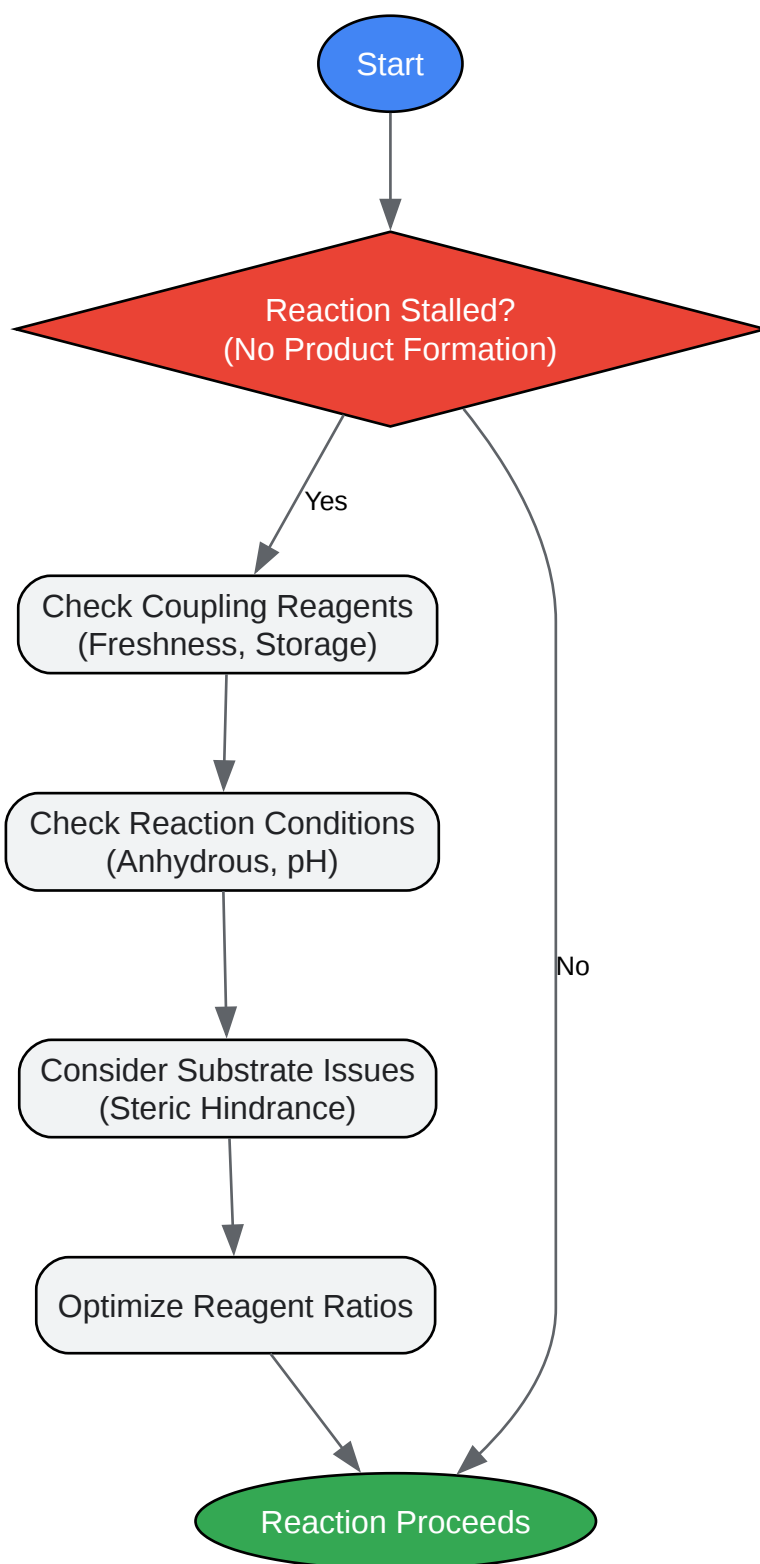 Start
Reaction Stalled?
(No Product Formation)
Yes
Check Coupling Reagents
(Freshness, Storage)
Check Reaction Conditions
(Anhydrous, pH)
No
Consider Substrate Issues
(Steric Hindrance)
Optimize Reagent Ratios
Reaction Proceeds